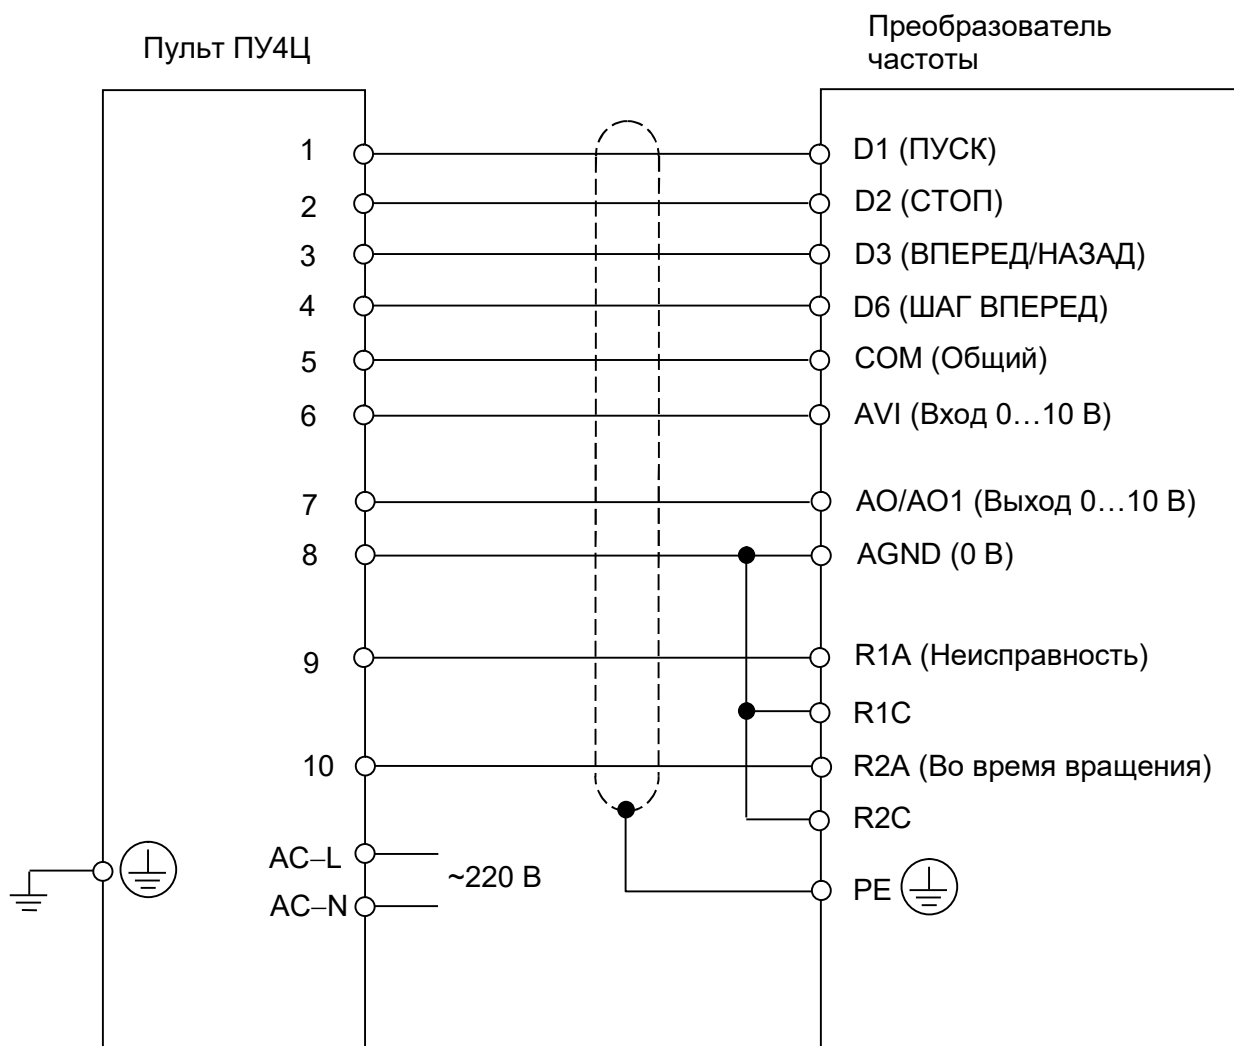 Пульт ПУ4Ц
Преобразователь
частоты
1
D1 (ПУСК)
2
D2 (СТОП)
3
D3 (ВПЕРЕД/НАЗАД)
4
D6 (ШАГ ВПЕРЕД)
5
COM (Общий)
6
AVI (Вход 0…10 В)
7
AO/AO1 (Выход 0…10 В)
8
AGND (0 В)
9
R1A (Неисправность)
R1C
10
R2A (Во время вращения)
R2C
AC–L
~220 В
AC–N
PE